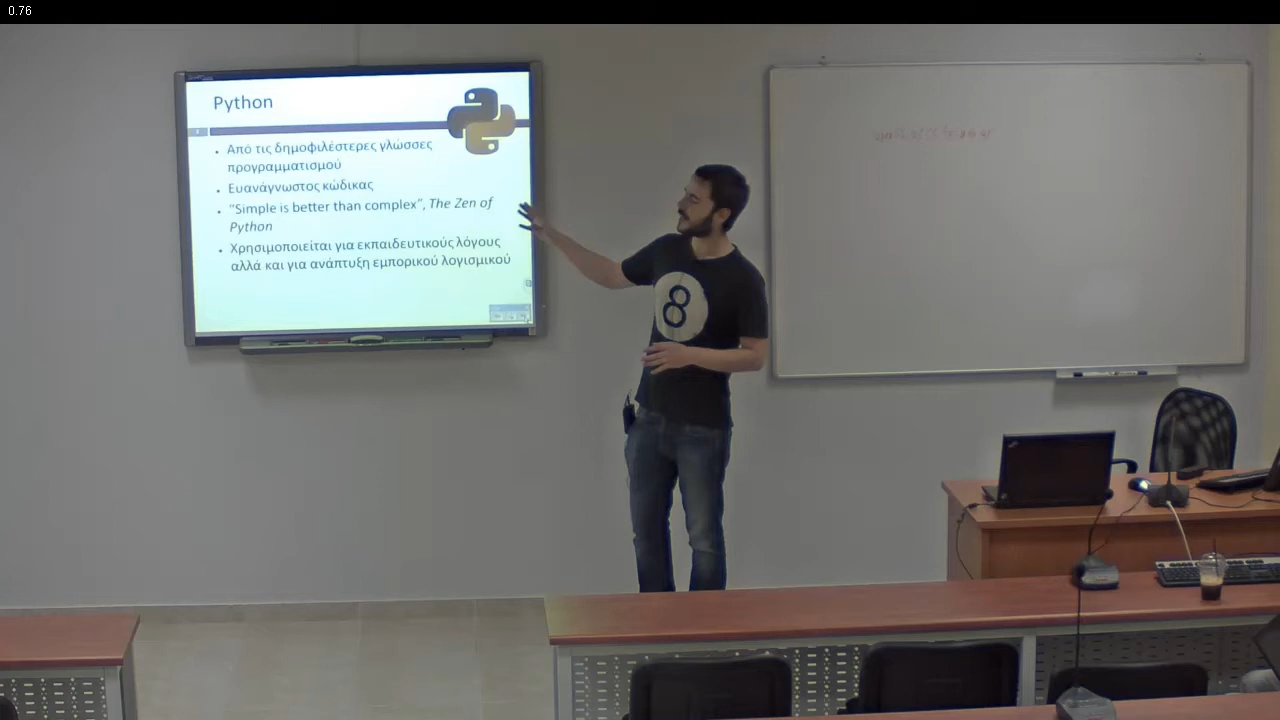 0.76
Python
Από τις δημοφιλέστερες γλώσσες
προγραμματισμού
Ευανάγνωστος κώδικας
“Simple is better than complex”, The Zen of
Python
Χρησιμοποιείται για εκπαιδευτικούς λόγους
αλλά και για ανάπτυξη εμπορικού λογισμικού
8